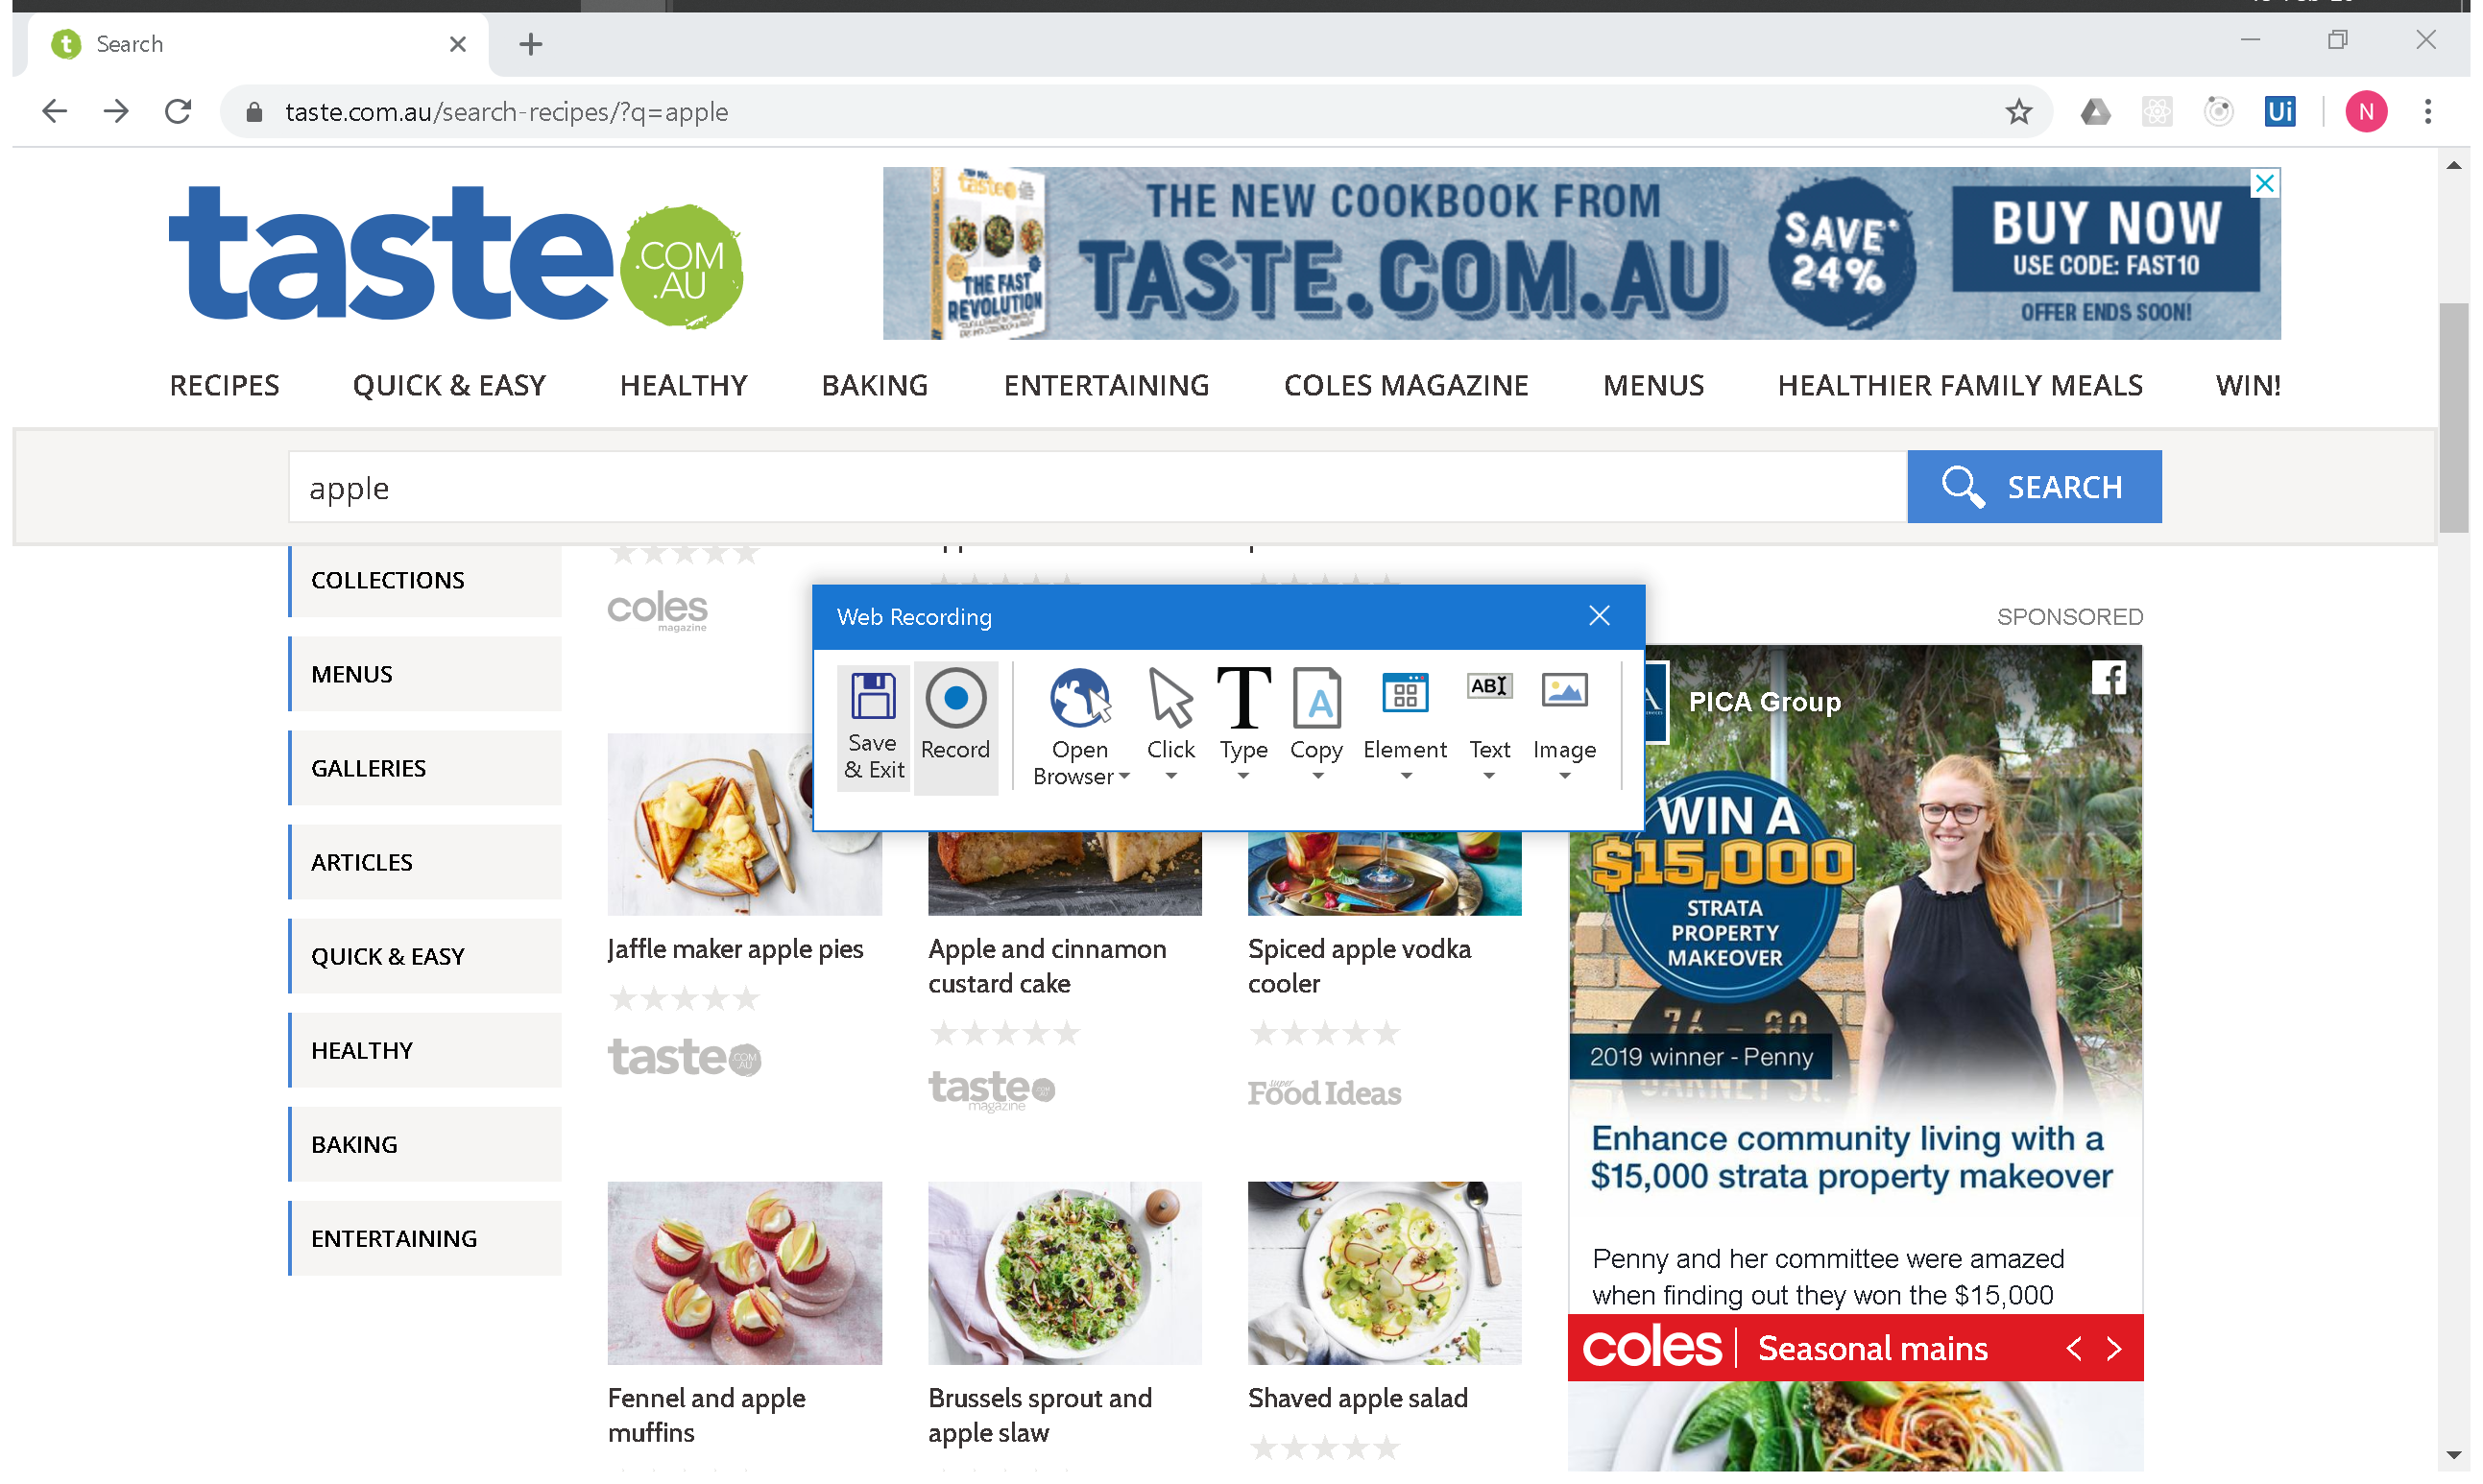 Search
taste.com.au/search-recipes/?q=apple
Ui
N
taste
.COM
.AU
taste
THE FAST
REVOLUTION
THE NEW COOKBOOK FROM
TASTE.COM.AU
SAVE*
24%
BUY NOW
USE CODE: FAST10
OFFER ENDS SOON!
RECIPES
QUICK & EASY
HEALTHY
BAKING
ENTERTAINING
COLES MAGAZINE
MENUS
HEALTHIER FAMILY MEALS
WIN!
apple
SEARCH
COLLECTIONS
MENUS
GALLERIES
ARTICLES
QUICK & EASY
HEALTHY
BAKING
ENTERTAINING
coles
magazine
Web Recording
Save
& Exit
Record
Open
Browser
Click
Type
Copy
Element
Text
Image
Jaffle maker apple pies
taste
.COM
.AU
Apple and cinnamon
custard cake
taste
magazine
Spiced apple vodka
cooler
super
Food Ideas
Fennel and apple
muffins
Brussels sprout and
apple slaw
Shaved apple salad
SPONSORED
PICA Group
WIN A
$15,000
STRATA
PROPERTY
MAKEOVER
2019 winner - Penny
Enhance community living with a
$15,000 strata property makeover
Penny and her committee were amazed
when finding out they won the $15,000
coles
Seasonal mains